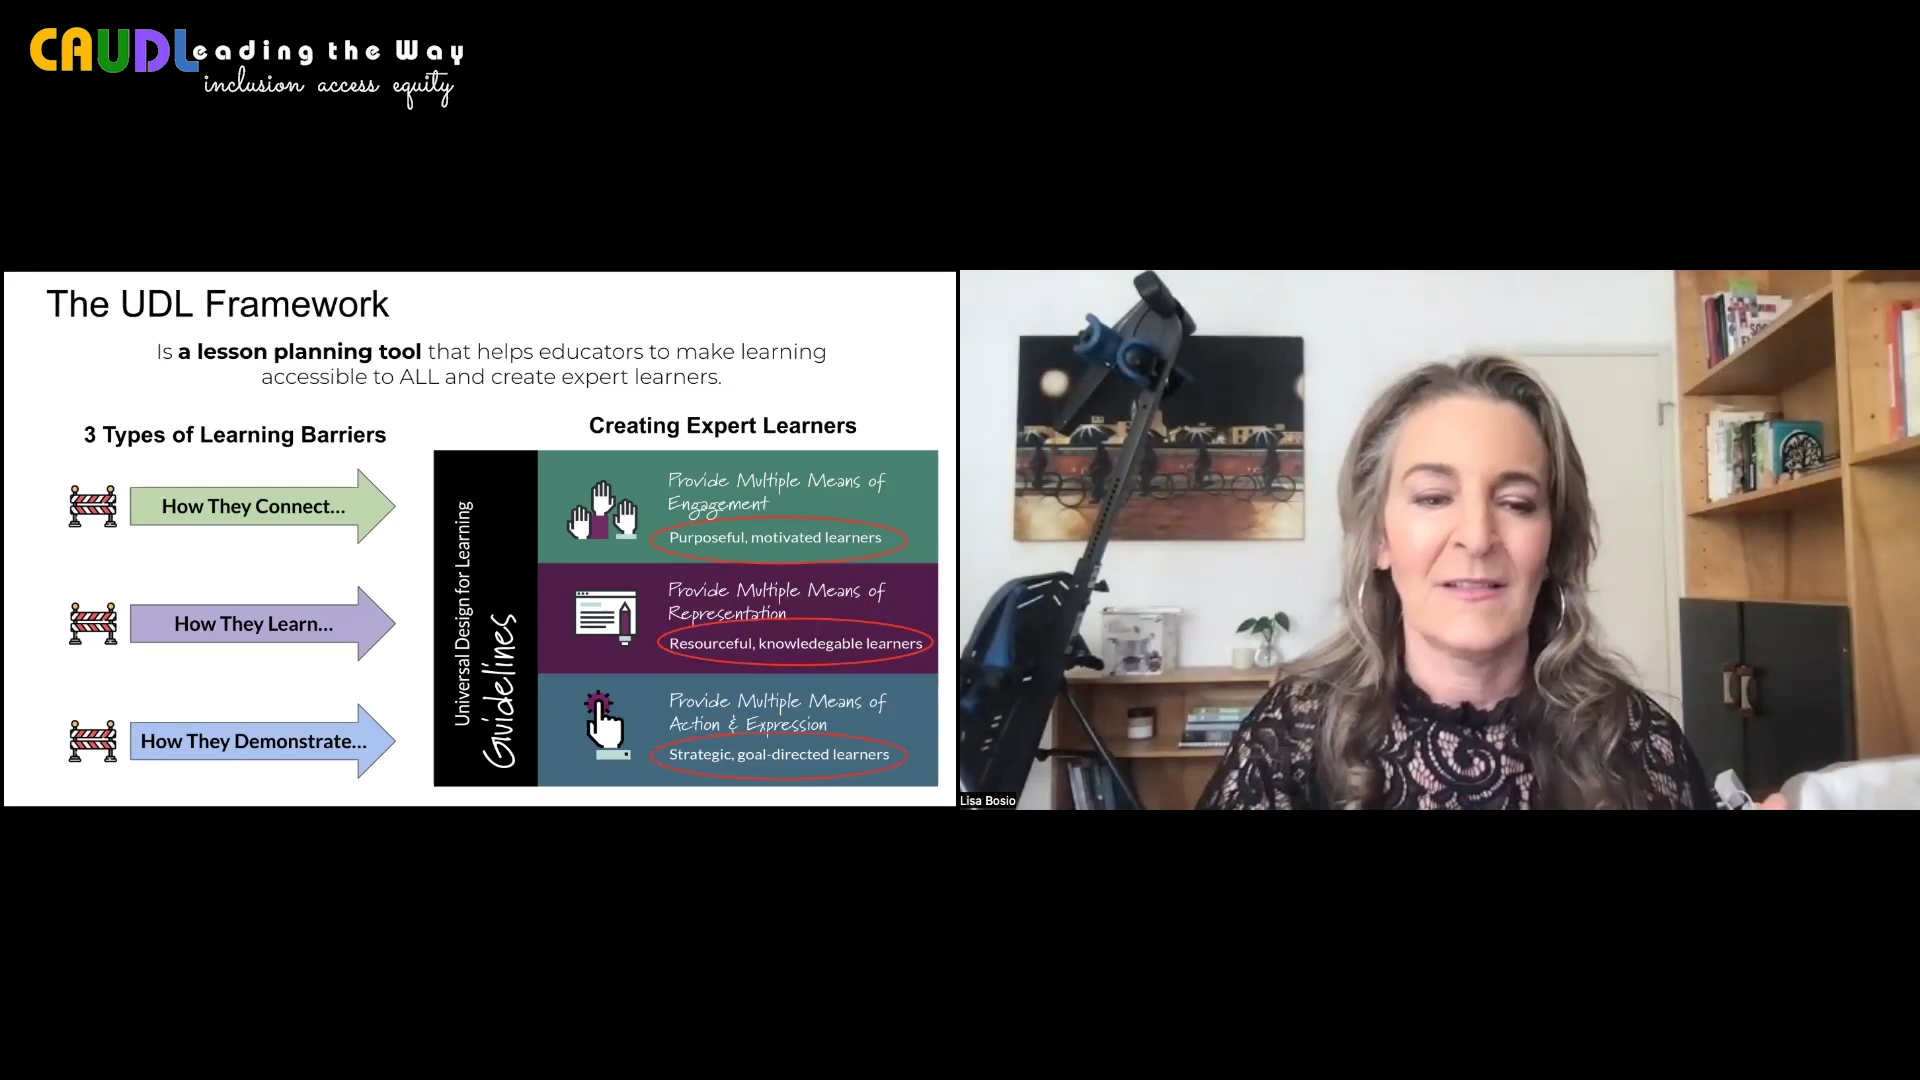 CAUDLeading the Way
inclusion access equity
The UDL Framework
Is a lesson planning tool that helps educators to make learning
accessible to ALL and create expert learners.
3 Types of Learning Barriers
How They Connect...
How They Learn...
How They Demonstrate...
Creating Expert Learners
Universal Design for Learning
Guidelines
Provide Multiple Means of
Engagement
Purposeful, motivated learners
Provide Multiple Means of
Representation
Resourceful, knowledegable learners
Provide Multiple Means of
Action & Expression
Strategic, goal-directed learners
Lisa Bosio